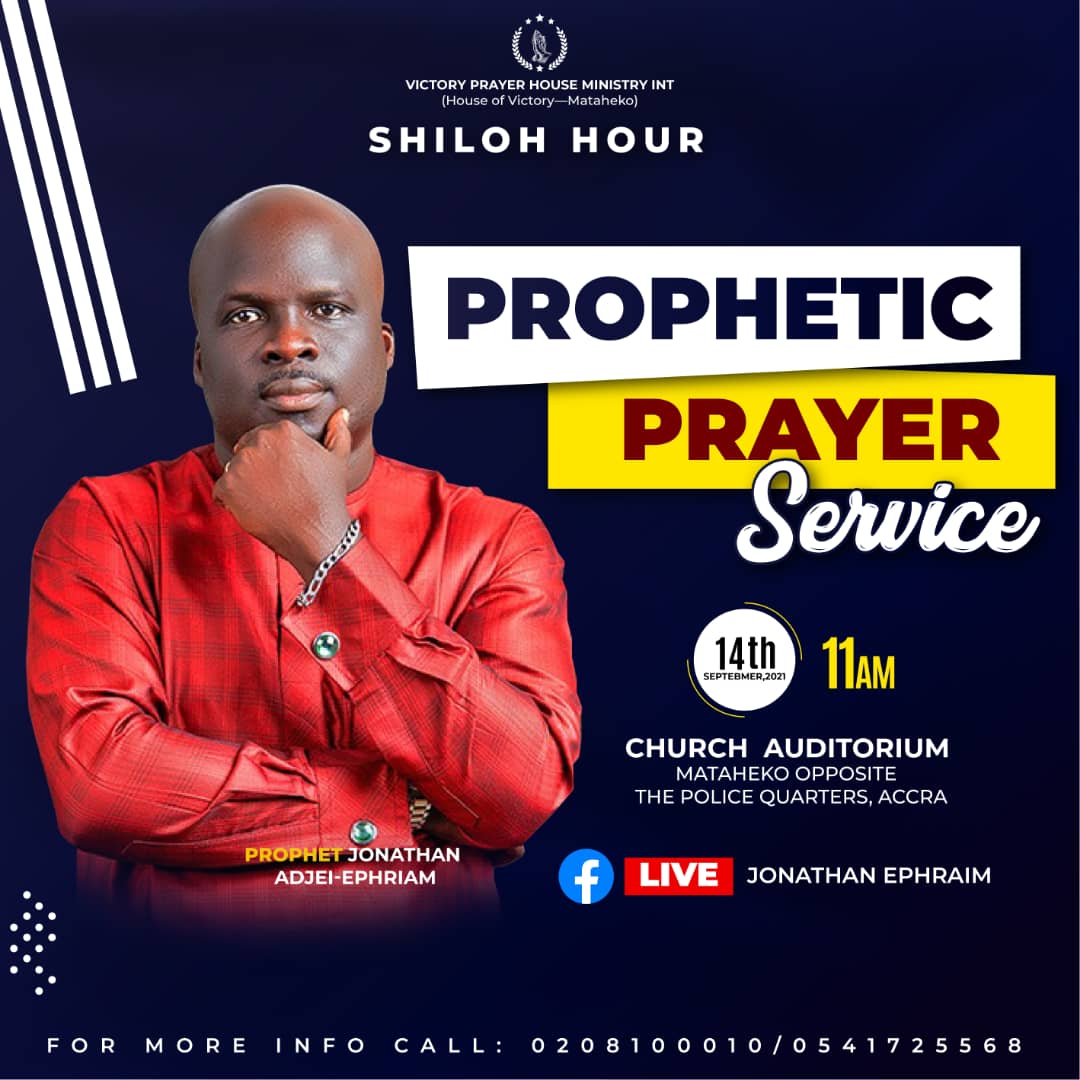 VICTORY PRAYER HOUSE MINISTRY INT
(House of Victory—Mataheko)
SHILOH HOUR
PROPHETIC
PRAYER
Service
14th
SEPTEBMER,2021
11AM
CHURCH AUDITORIUM
MATAHEKO OPPOSITE
THE POLICE QUARTERS, ACCRA
PROPHET JONATHAN
ADJEI-EPHRIAM
f LIVE JONATHAN EPHRAIM
FOR MORE INFO CALL: 0208100010/0541725568